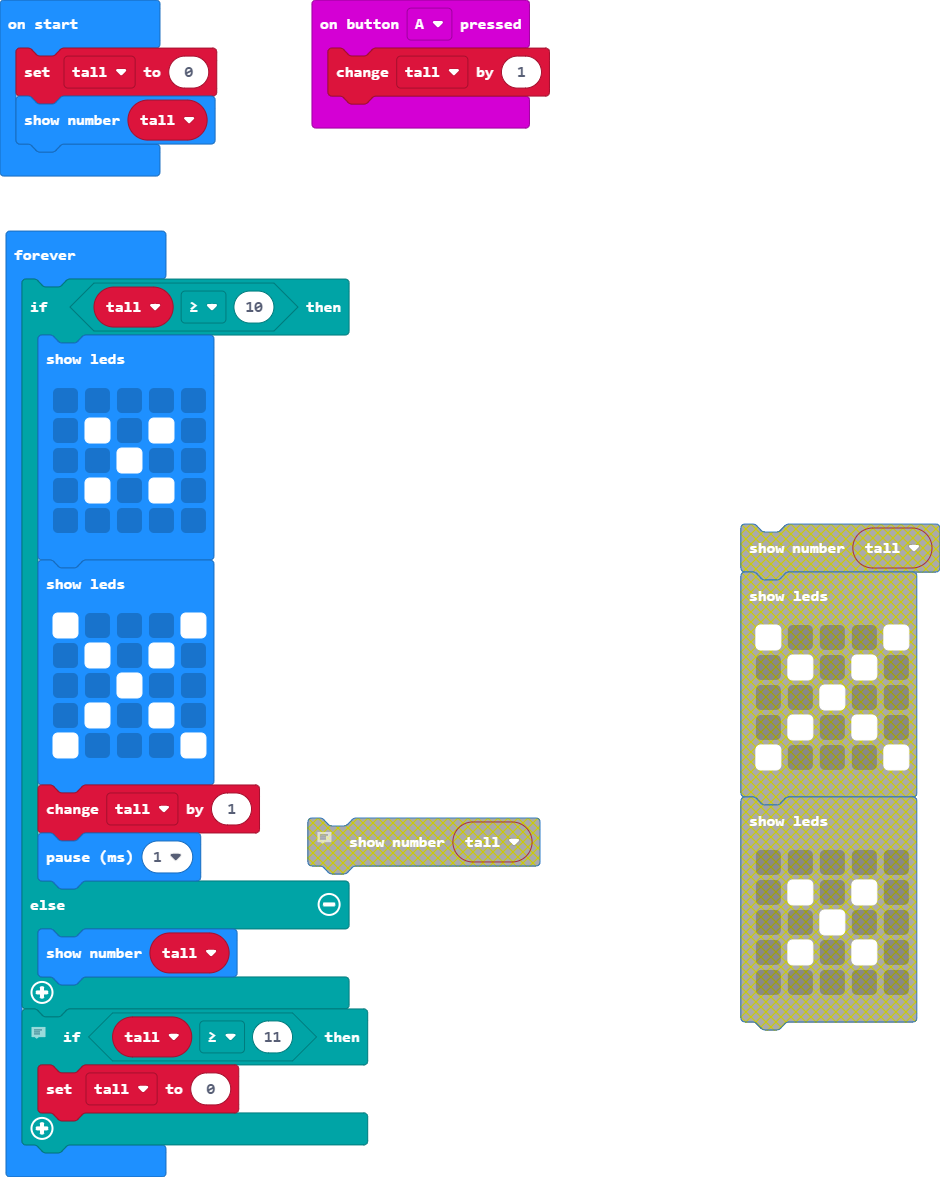 on start
set tall to 0
show number tall
on button A pressed
change tall by 1
forever
if tall ≥ 10 then
show leds
show leds
change tall by 1
pause (ms) 1
else
show number tall
if tall ≥ 11 then
set tall to 0
show number tall
show number tall
show leds
show leds